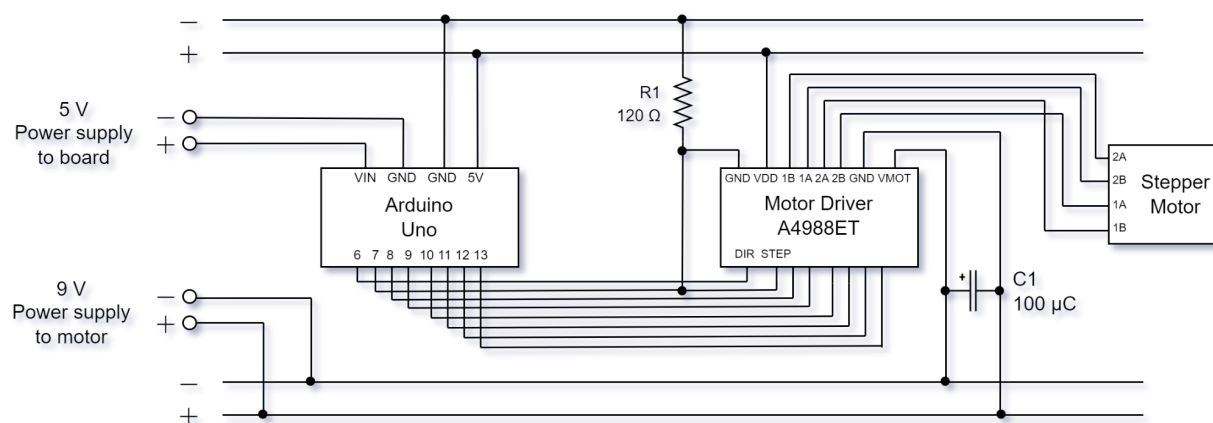 −
+
5 V
Power supply
to board
−
+
R1
120 Ω
VIN GND GND 5V
Arduino
Uno
6 7 8 9 10 11 12 13
GND VDD 1B 1A 2A 2B GND VMOT
Motor Driver
A4988ET
DIR STEP
2A
2B
1A
1B
Stepper
Motor
9 V
Power supply
to motor
−
+
+
C1
100 µC
−
+